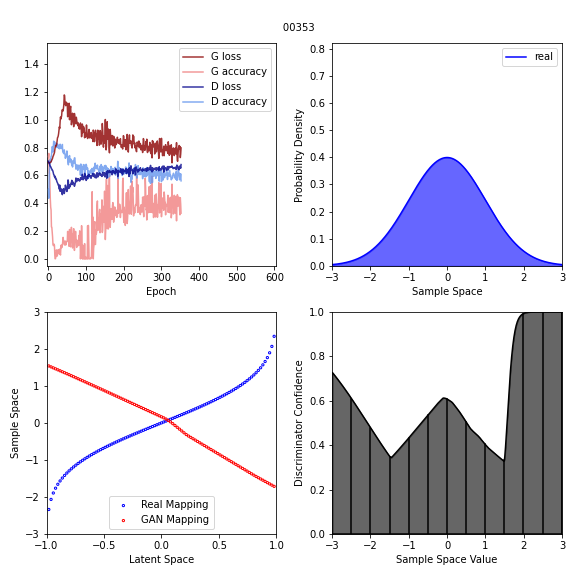 00353
1.4
1.2
1.0
0.8
0.6
0.4
0.2
0.0
G loss
G accuracy
D loss
D accuracy
0 100 200 300 400 500 600
Epoch
Probability Density
0.8
0.7
0.6
0.5
0.4
0.3
0.2
0.1
0.0
real
−3 −2 −1 0 1 2 3
Sample Space
Sample Space
3
2
1
0
−1
−2
−3
Real Mapping
GAN Mapping
−1.0 −0.5 0.0 0.5 1.0
Latent Space
Discriminator Confidence
1.0
0.8
0.6
0.4
0.2
0.0
−3 −2 −1 0 1 2 3
Sample Space Value